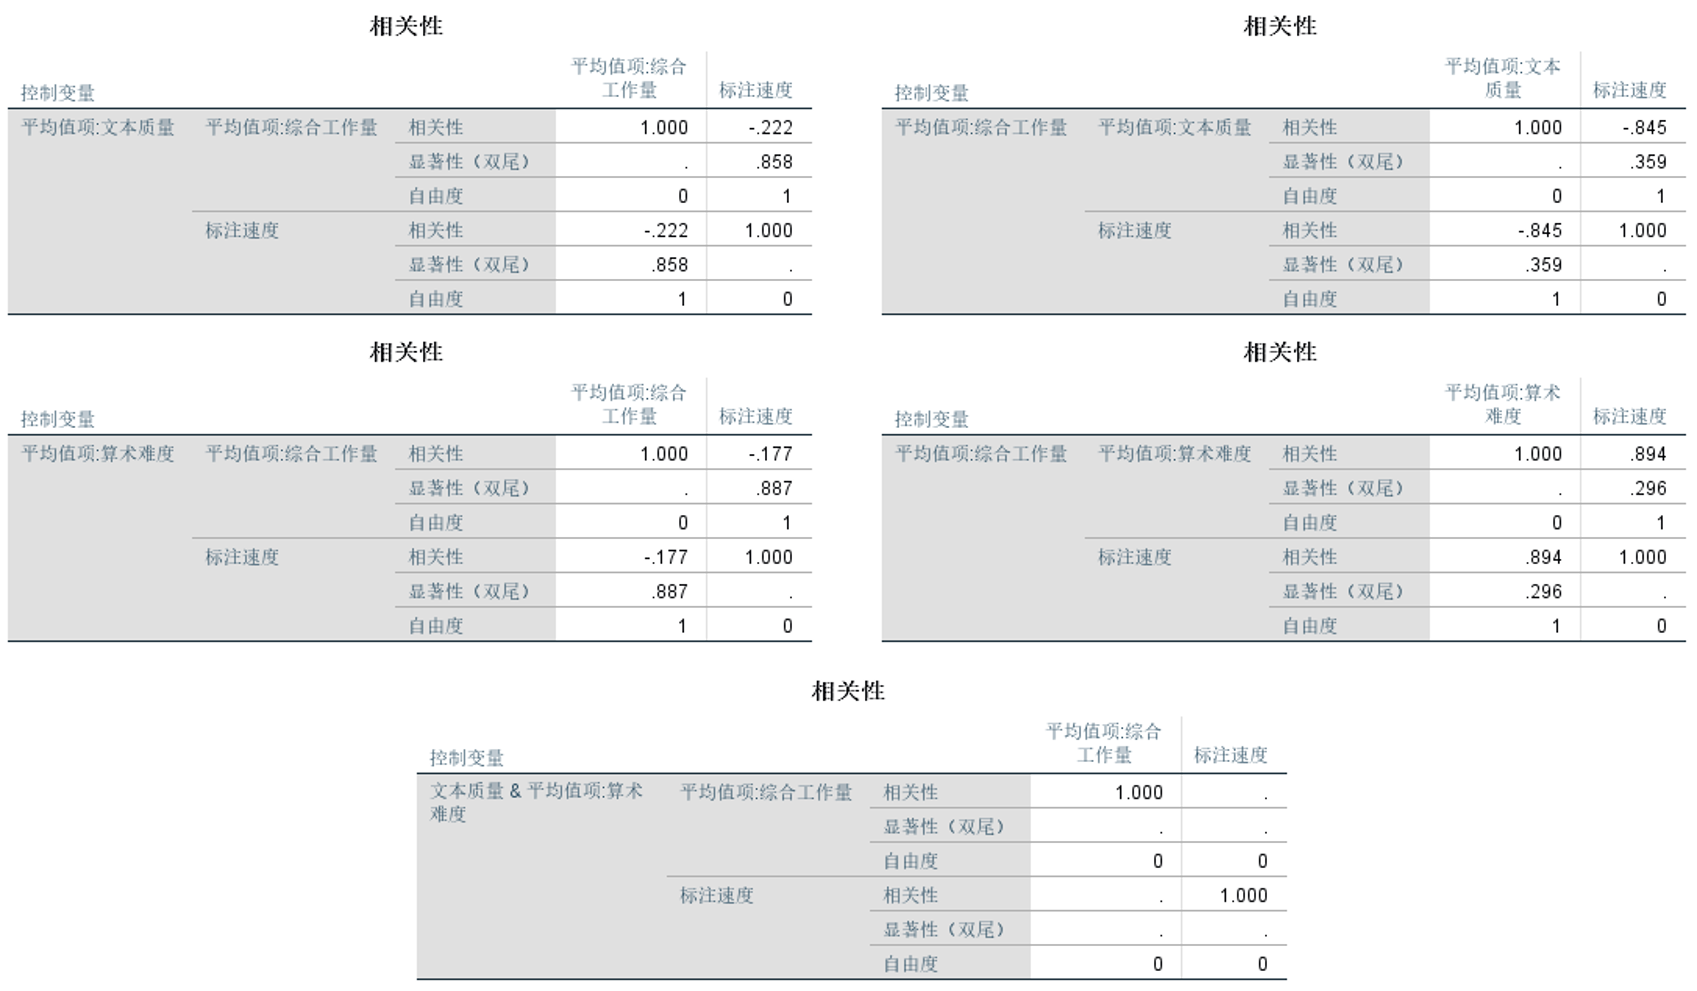 相关性
控制变量 平均值项:综合工作量 标注速度
平均值项:文本质量 平均值项:综合工作量 相关性 1.000 -.222
显著性（双尾） . .858
自由度 0 1
标注速度 相关性 -.222 1.000
显著性（双尾） .858 .
自由度 1 0
相关性
控制变量 平均值项:文本质量 标注速度
平均值项:综合工作量 平均值项:文本质量 相关性 1.000 -.845
显著性（双尾） . .359
自由度 0 1
标注速度 相关性 -.845 1.000
显著性（双尾） .359 .
自由度 1 0
相关性
控制变量 平均值项:综合工作量 标注速度
平均值项:算术难度 平均值项:综合工作量 相关性 1.000 -.177
显著性（双尾） . .887
自由度 0 1
标注速度 相关性 -.177 1.000
显著性（双尾） .887 .
自由度 1 0
相关性
控制变量 平均值项:算术难度 标注速度
平均值项:综合工作量 平均值项:算术难度 相关性 1.000 .894
显著性（双尾） . .296
自由度 0 1
标注速度 相关性 .894 1.000
显著性（双尾） .296 .
自由度 1 0
相关性
控制变量 平均值项:综合工作量 标注速度
文本质量 & 平均值项:算术难度 平均值项:综合工作量 相关性 1.000 .
显著性（双尾） . .
自由度 0 0
标注速度 相关性 . 1.000
显著性（双尾） . .
自由度 0 0